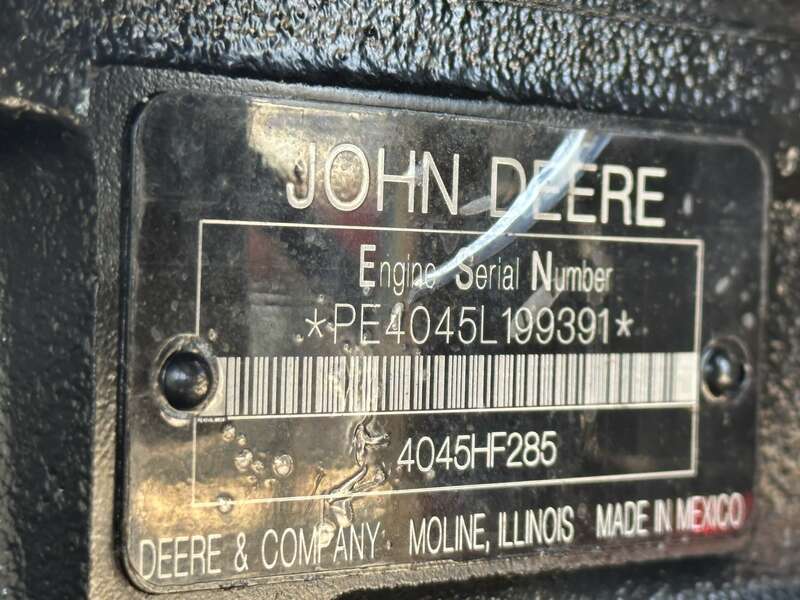 JOHN DEERE
Engine Serial Number
*PE4045L199391*
4045HF285
DEERE & COMPANY MOLINE, ILLINOIS MADE IN MEXICO